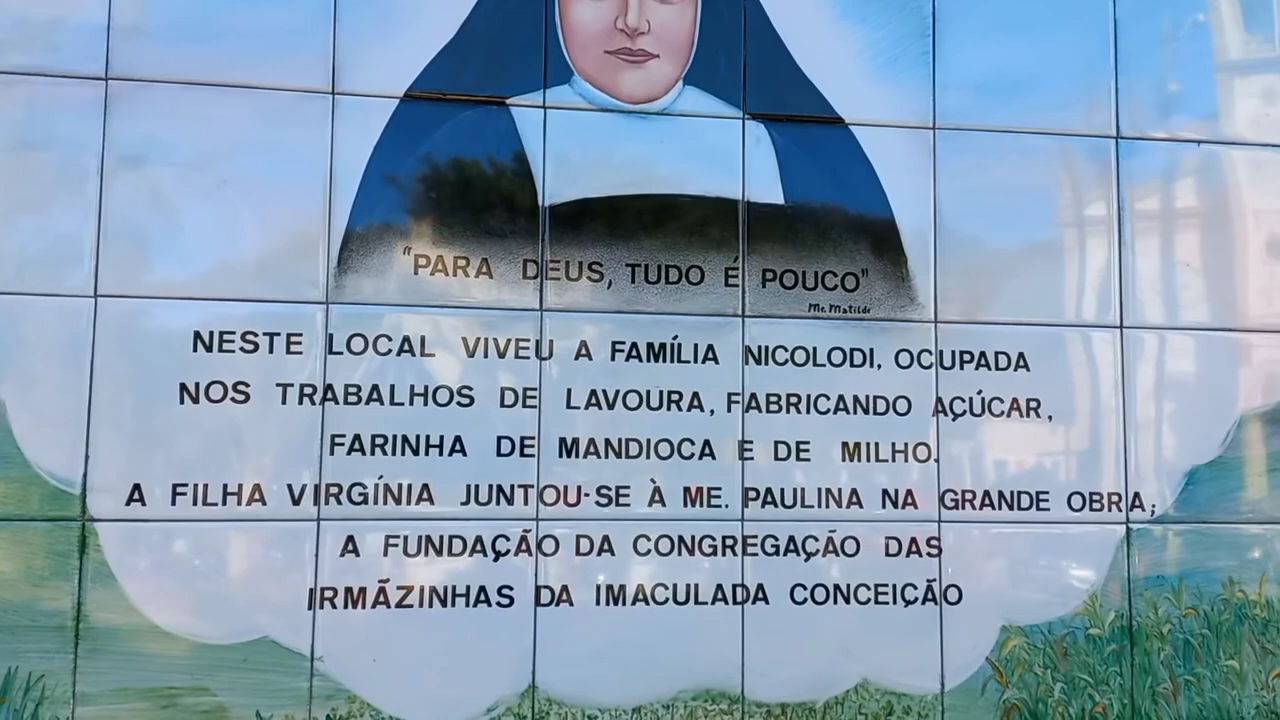 "PARA DEUS, TUDO É POUCO"
Me. Matilde
NESTE LOCAL VIVEU A FAMÍLIA NICOLODI, OCUPADA
NOS TRABALHOS DE LAVOURA, FABRICANDO AÇÚCAR,
FARINHA DE MANDIOCA E DE MILHO.
A FILHA VIRGÍNIA JUNTOU-SE À ME. PAULINA NA GRANDE OBRA;
A FUNDAÇÃO DA CONGREGAÇÃO DAS
IRMÃZINHAS DA IMACULADA CONCEIÇÃO